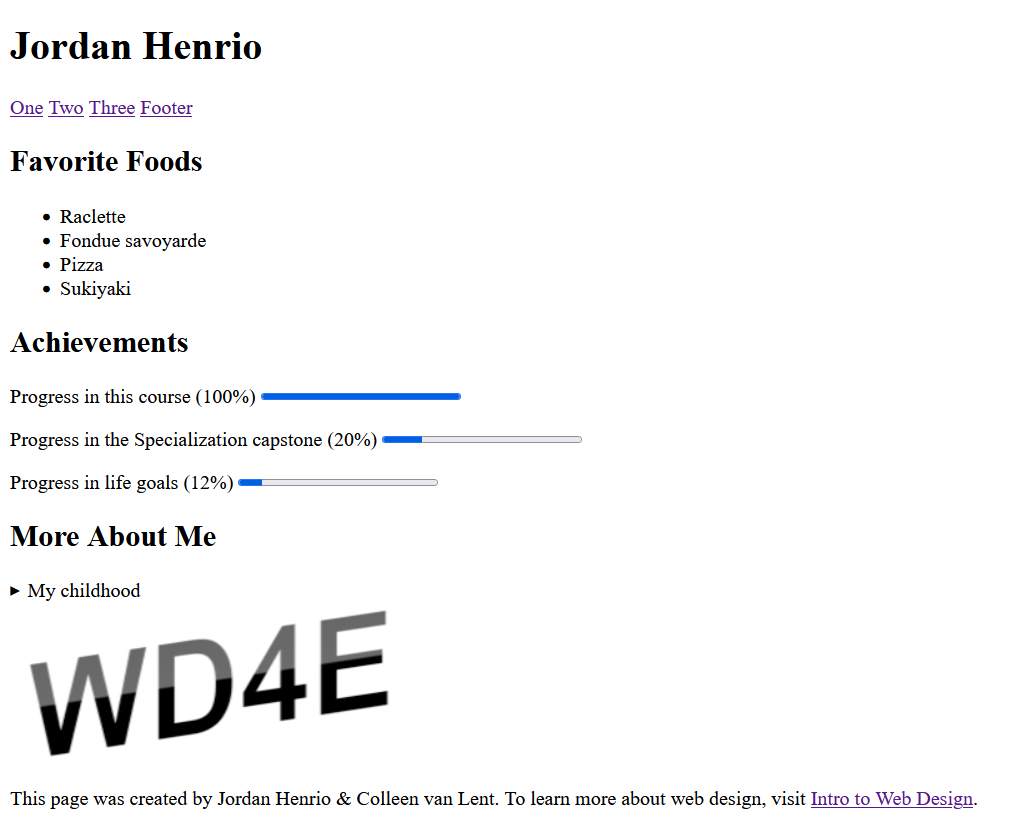 Jordan Henrio
One Two Three Footer
Favorite Foods
Raclette
Fondue savoyarde
Pizza
Sukiyaki
Achievements
Progress in this course (100%)
Progress in the Specialization capstone (20%)
Progress in life goals (12%)
More About Me
My childhood
WD4E
This page was created by Jordan Henrio & Colleen van Lent. To learn more about web design, visit Intro to Web Design.